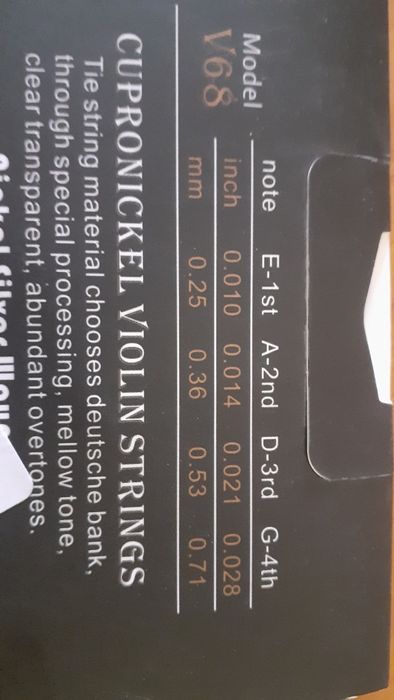 Model
V68
note E-1st A-2nd D-3rd G-4th
inch 0.010 0.014 0.021 0.028
mm 0.25 0.36 0.53 0.71
CUPRONICKEL VIOLIN STRINGS
Tie string material chooses deutsche bank,
through special processing, mellow tone,
clear transparent, abundant overtones.